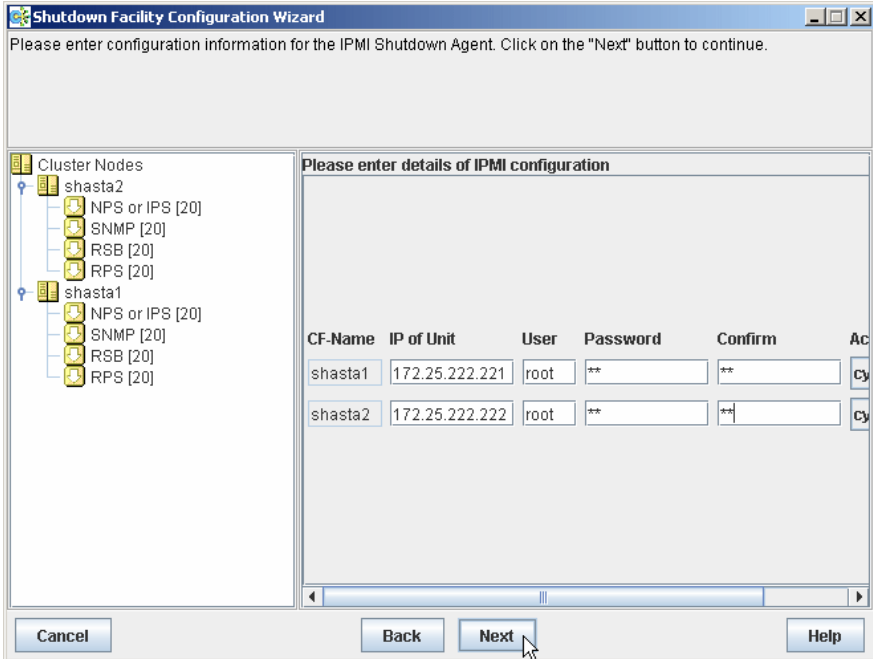 Shutdown Facility Configuration Wizard
Please enter configuration information for the IPMI Shutdown Agent. Click on the "Next" button to continue.
Cluster Nodes
shasta2
NPS or IPS [20]
SNMP [20]
RSB [20]
RPS [20]
shasta1
NPS or IPS [20]
SNMP [20]
RSB [20]
RPS [20]
Please enter details of IPMI configuration
CF-Name IP of Unit User Password Confirm Ac
shasta1 172.25.222.221 root ** ** cy
shasta2 172.25.222.222 root ** ** cy
Cancel Back Next Help